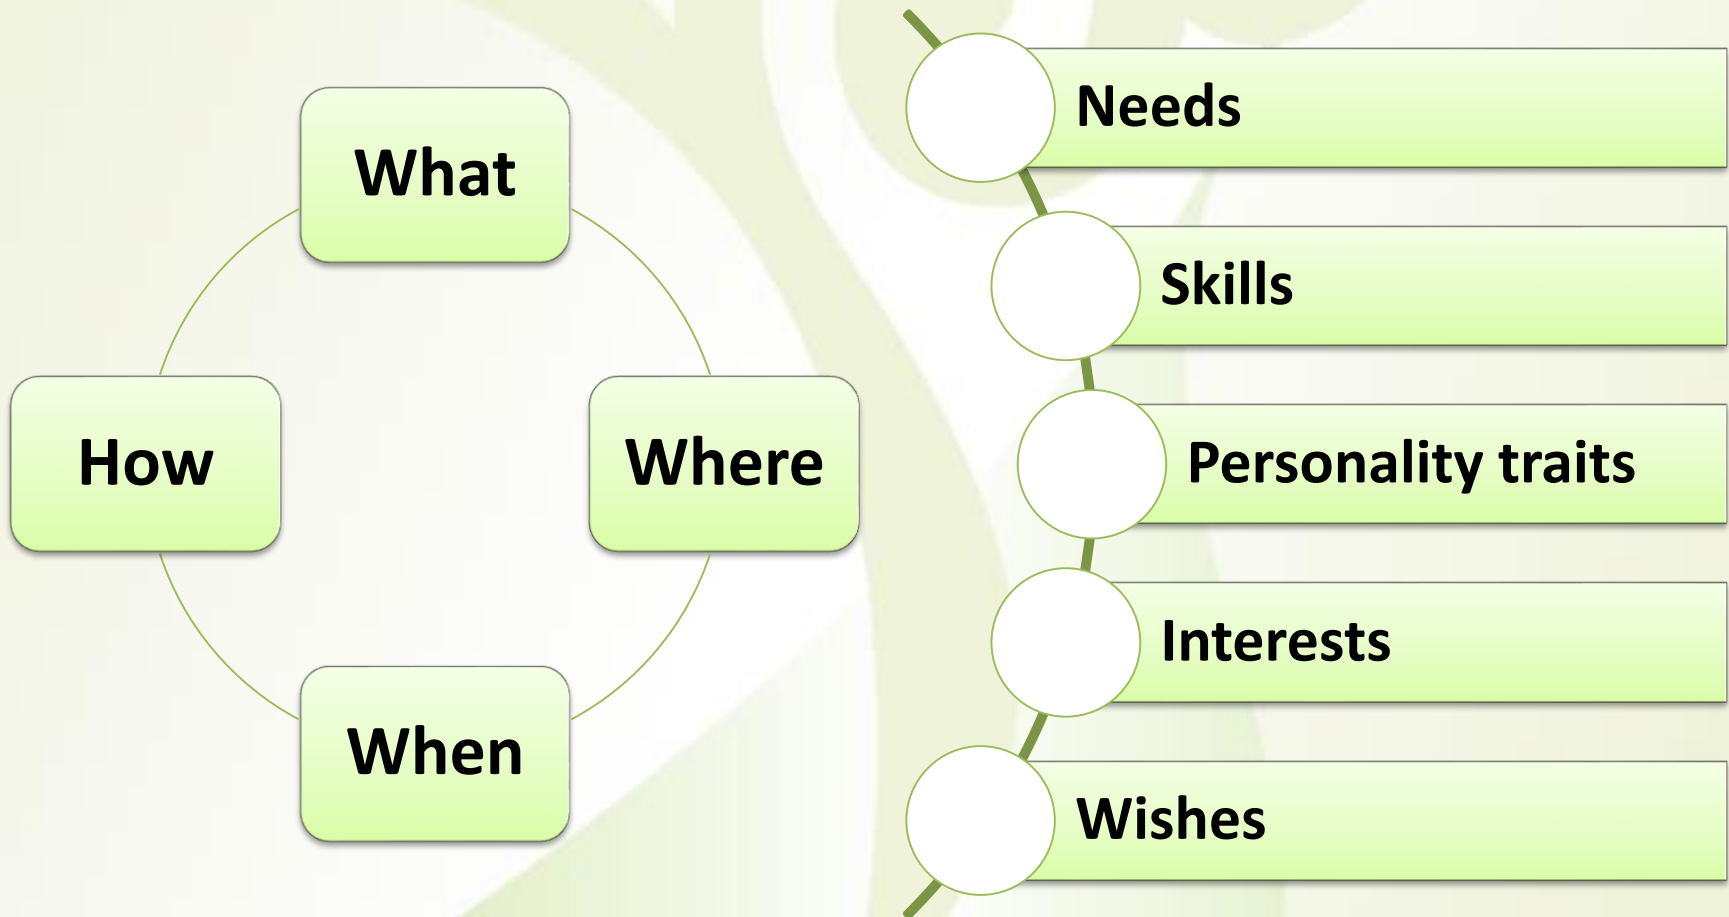 What
Where
When
How
Needs
Skills
Personality traits
Interests
Wishes